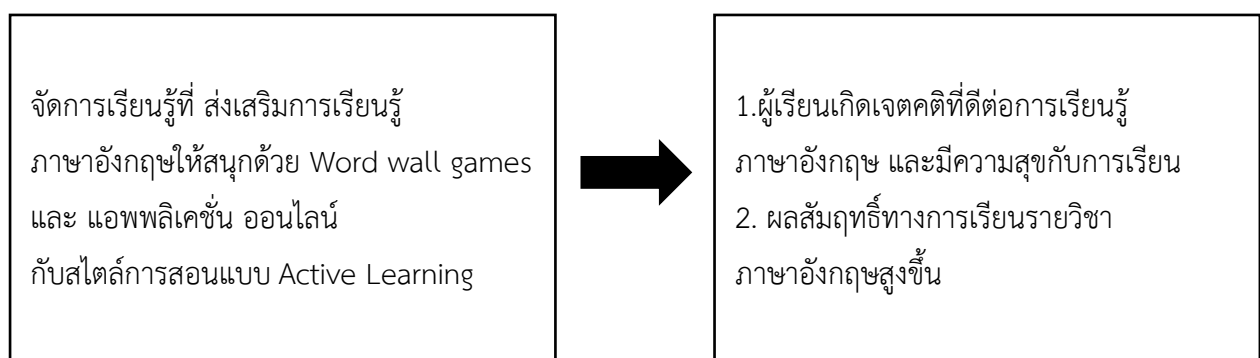 จัดการเรียนรู้ที่ ส่งเสริมการเรียนรู้
ภาษาอังกฤษให้สนุกด้วย Word wall games
และ แอพพลิเคชั่น ออนไลน์
กับสไตล์การสอนแบบ Active Learning
1.ผู้เรียนเกิดเจตคติที่ดีต่อการเรียนรู้
ภาษาอังกฤษ และมีความสุขกับการเรียน
2. ผลสัมฤทธิ์ทางการเรียนรายวิชา
ภาษาอังกฤษสูงขึ้น